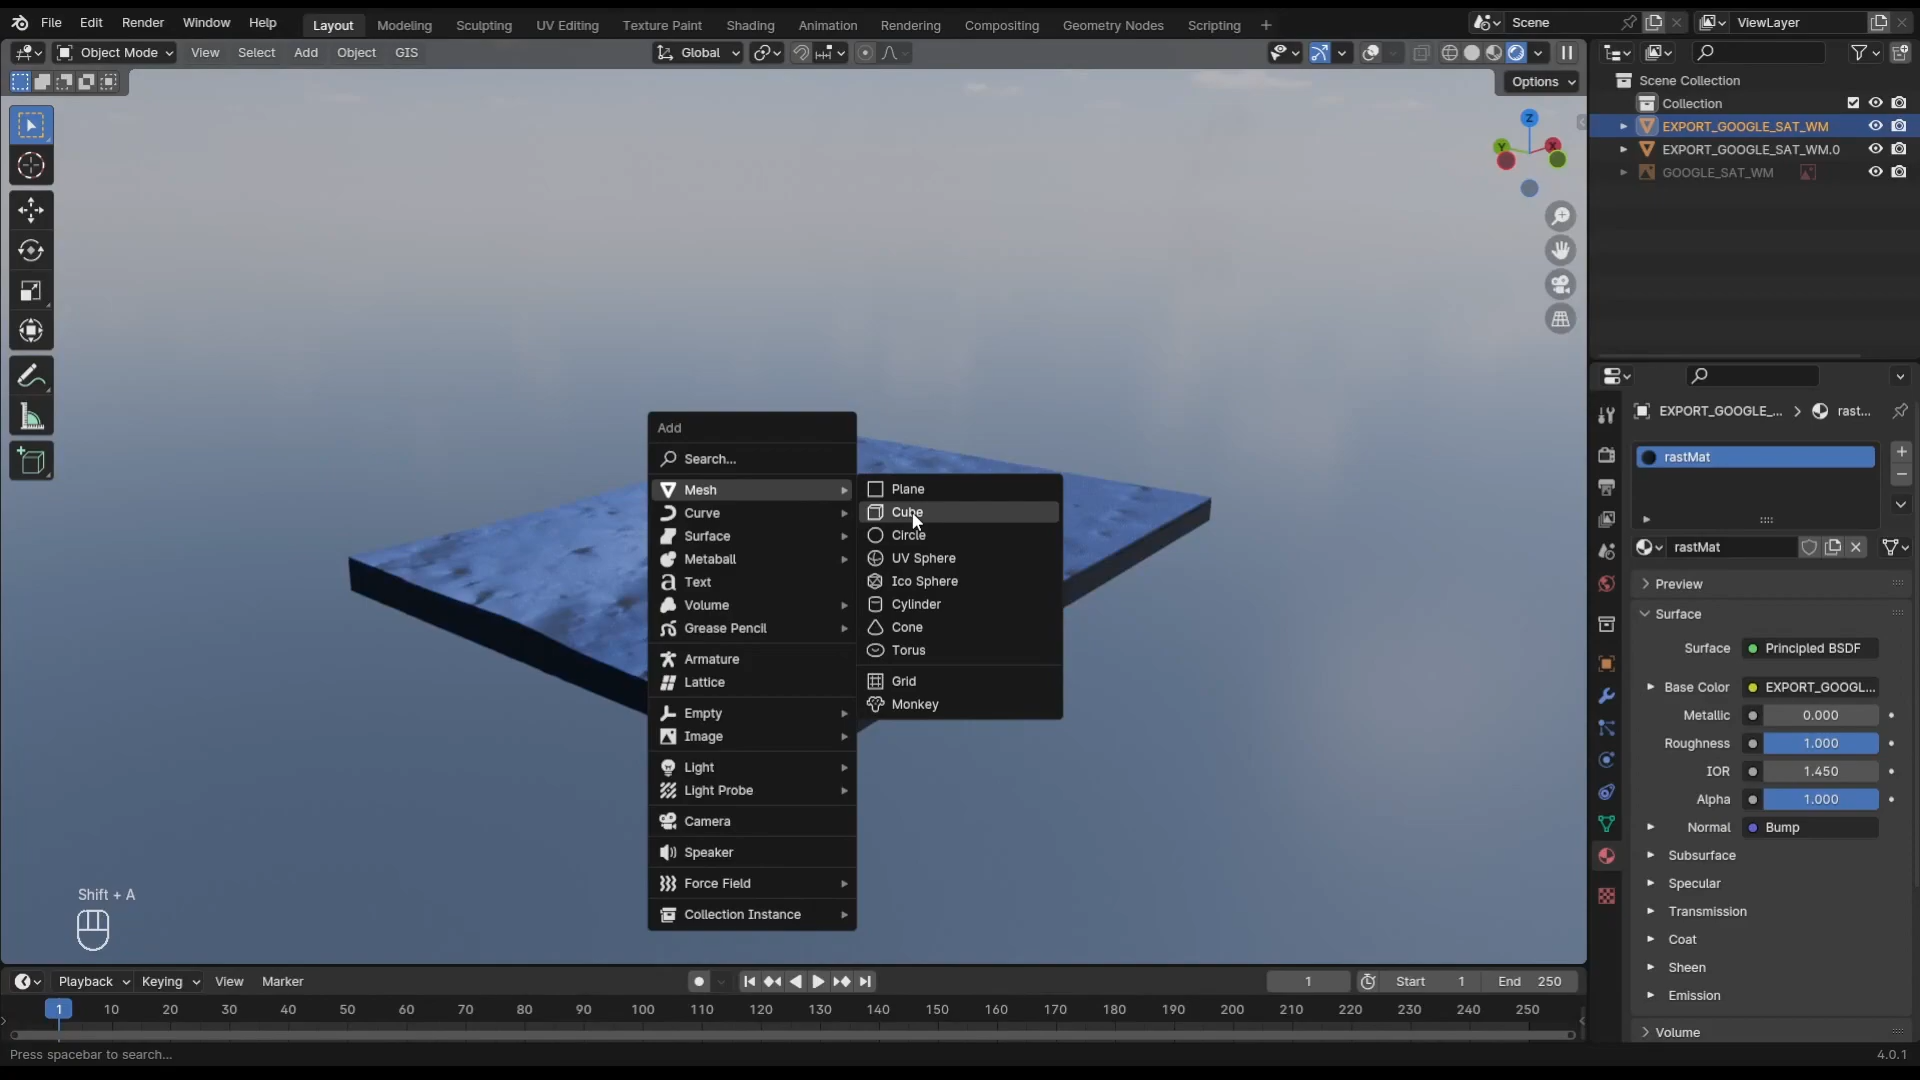 File Edit Render Window Help Layout Modeling Sculpting UV Editing Texture Paint Shading Animation Rendering Compositing Geometry Nodes Scripting + Scene ViewLayer
Object Mode View Select Add Object GIS Global
Options
Scene Collection
Collection
EXPORT_GOOGLE_SAT_WM
EXPORT_GOOGLE_SAT_WM.0
GOOGLE_SAT_WM
Z
Y
X
Add
Search...
Mesh
Curve
Surface
Metaball
Text
Volume
Grease Pencil
Armature
Lattice
Empty
Image
Light
Light Probe
Camera
Speaker
Force Field
Collection Instance
Plane
Cube
Circle
UV Sphere
Ico Sphere
Cylinder
Cone
Torus
Grid
Monkey
Shift + A
EXPORT_GOOGLE_... > rast...
rastMat
rastMat
Preview
Surface
Surface Principled BSDF
Base Color EXPORT_GOOGL...
Metallic 0.000
Roughness 1.000
IOR 1.450
Alpha 1.000
Normal Bump
Subsurface
Specular
Transmission
Coat
Sheen
Emission
Volume
Playback Keying View Marker 1 Start 1 End 250
1 10 20 30 40 50 60 70 80 90 100 110 120 130 140 150 160 170 180 190 200 210 220 230 240 250
Press spacebar to search... 4.0.1